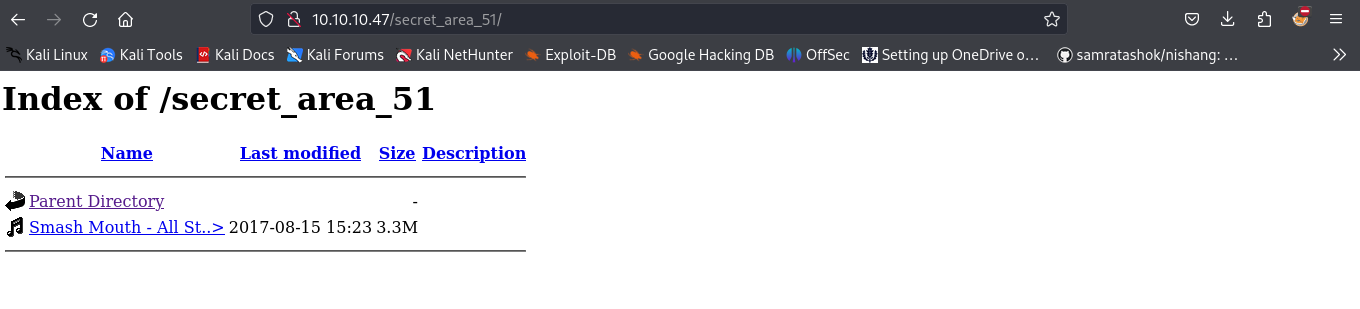 10.10.10.47/secret_area_51/
Kali Linux Kali Tools Kali Docs Kali Forums Kali NetHunter Exploit-DB Google Hacking DB OffSec Setting up OneDrive o… samratashok/nishang: …
Index of /secret_area_51
Name Last modified Size Description
Parent Directory -
Smash Mouth - All St..> 2017-08-15 15:23 3.3M